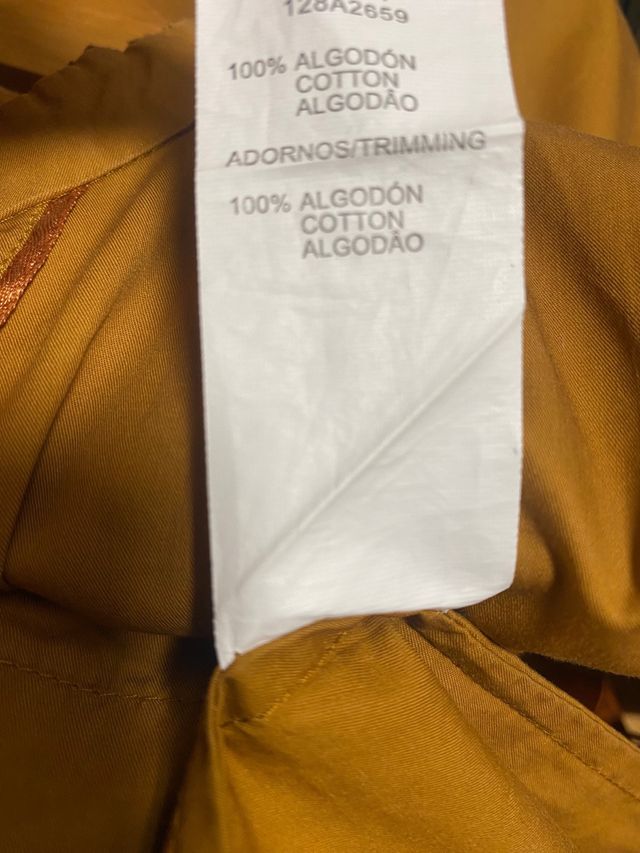 128A2659
100% ALGODÓN
COTTON
ALGODÃO
ADORNOS/TRIMMING
100% ALGODÓN
COTTON
ALGODÃO